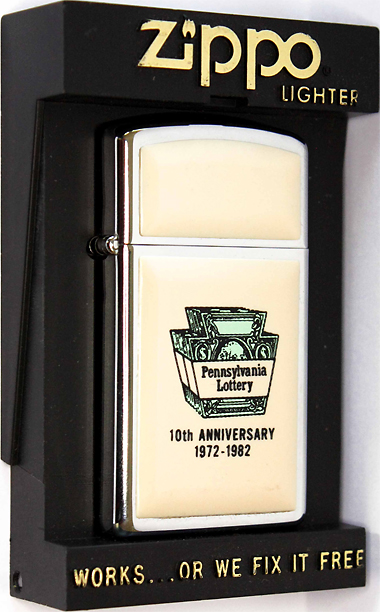 zippo
LIGHTER
Pennsylvania
Lottery
10th ANNIVERSARY
1972-1982
WORKS...OR WE FIX IT FREE